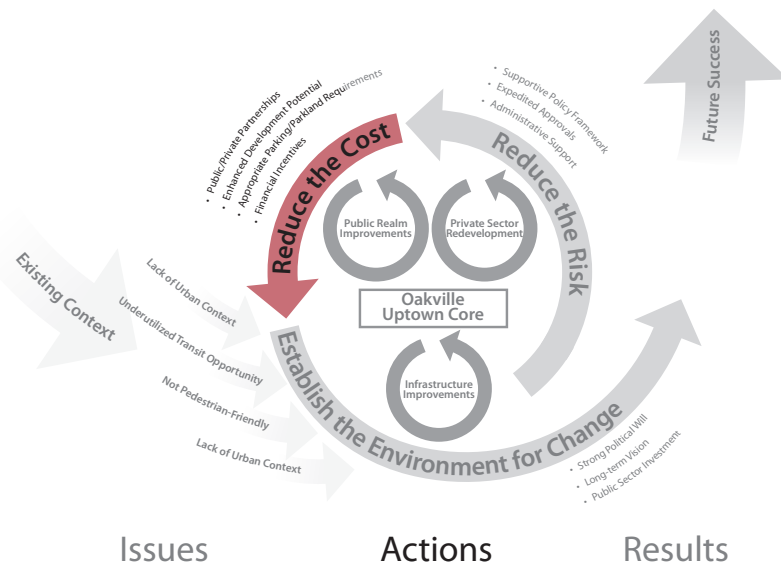 Future Success
• Public/Private Partnerships
• Enhanced Development Potential
• Appropriate Parking/Parkland Requirements
• Financial Incentives
Reduce the Cost
• Supportive Policy Framework
• Expedited Approvals
• Administrative Support
Reduce the Risk
Public Realm
Improvements
Private Sector
Redevelopment
Oakville
Uptown Core
Infrastructure
Improvements
Existing Context
Lack of Urban Context
Underutilized Transit Opportunity
Not Pedestrian-Friendly
Lack of Urban Context
Establish the Environment for Change
• Strong Political Will
• Long-term Vision
• Public Sector Investment
Issues
Actions
Results